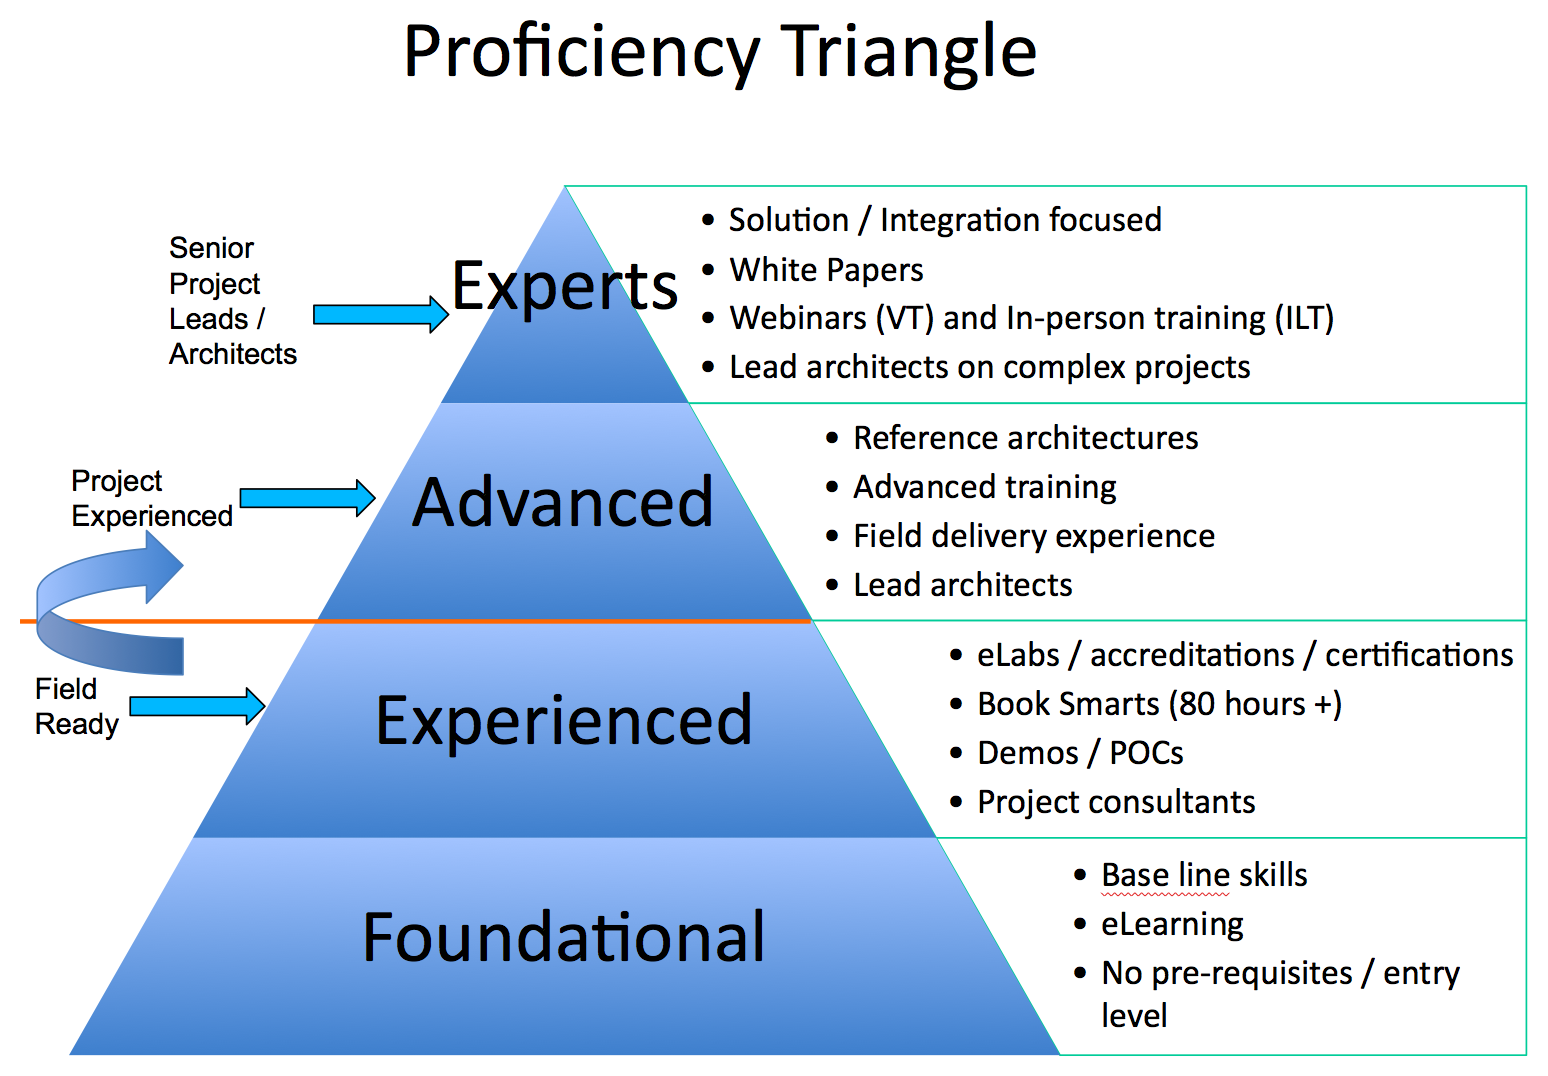 Proficiency Triangle
Senior
Project
Leads /
Architects
Experts
• Solution / Integration focused
• White Papers
• Webinars (VT) and In-person training (ILT)
• Lead architects on complex projects
Project
Experienced
Advanced
• Reference architectures
• Advanced training
• Field delivery experience
• Lead architects
Field
Ready
Experienced
• eLabs / accreditations / certifications
• Book Smarts (80 hours +)
• Demos / POCs
• Project consultants
Foundational
• Base line skills
• eLearning
• No pre-requisites / entry
level